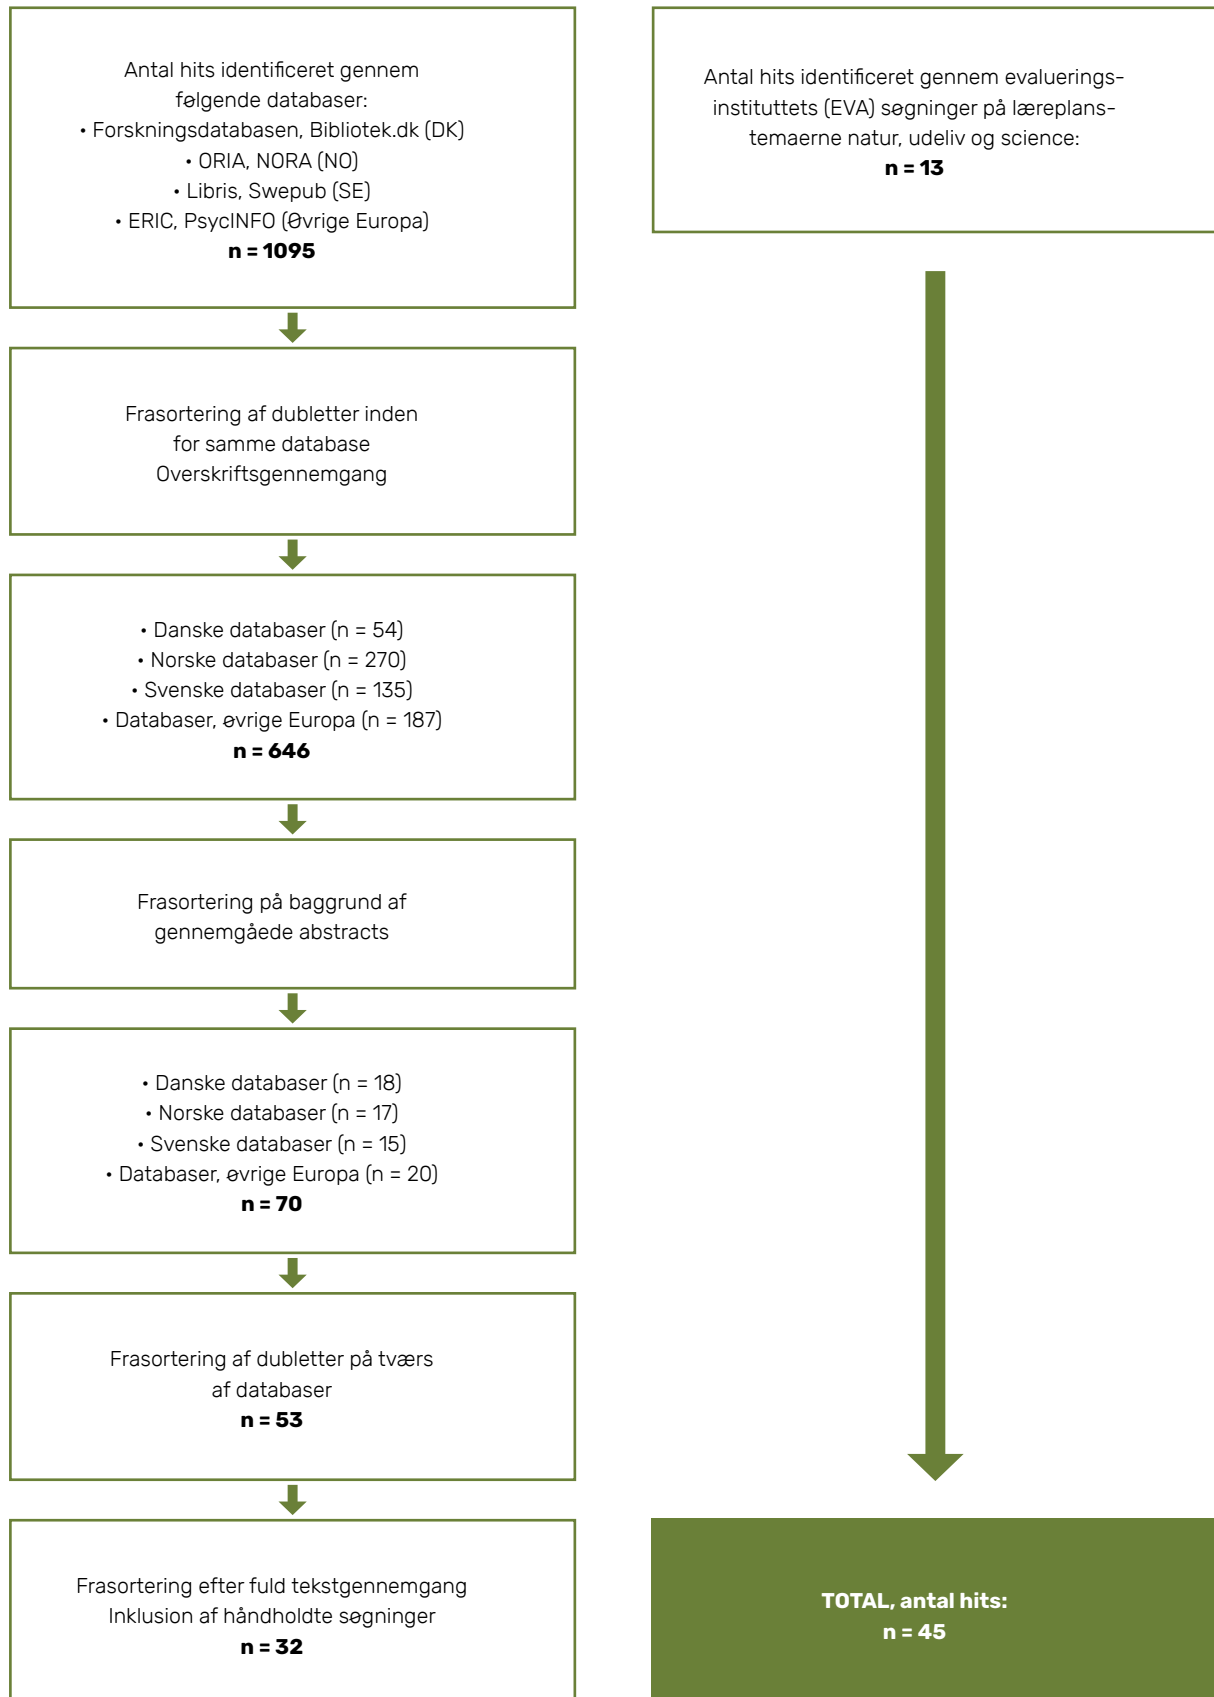 Antal hits identificeret gennem
følgende databaser:
• Forskningsdatabasen, Bibliotek.dk (DK)
• ORIA, NORA (NO)
• Libris, Swepub (SE)
• ERIC, PsycINFO (Øvrige Europa)
n = 1095
Frasortering af dubletter inden
for samme database
Overskriftsgennemgang
• Danske databaser (n = 54)
• Norske databaser (n = 270)
• Svenske databaser (n = 135)
• Databaser, øvrige Europa (n = 187)
n = 646
Frasortering på baggrund af
gennemgåede abstracts
• Danske databaser (n = 18)
• Norske databaser (n = 17)
• Svenske databaser (n = 15)
• Databaser, øvrige Europa (n = 20)
n = 70
Frasortering af dubletter på tværs
af databaser
n = 53
Frasortering efter fuld tekstgennemgang
Inklusion af håndholdte søgninger
n = 32
Antal hits identificeret gennem evaluerings-
instituttets (EVA) søgninger på læreplans-
temaerne natur, udeliv og science:
n = 13
TOTAL, antal hits:
n = 45